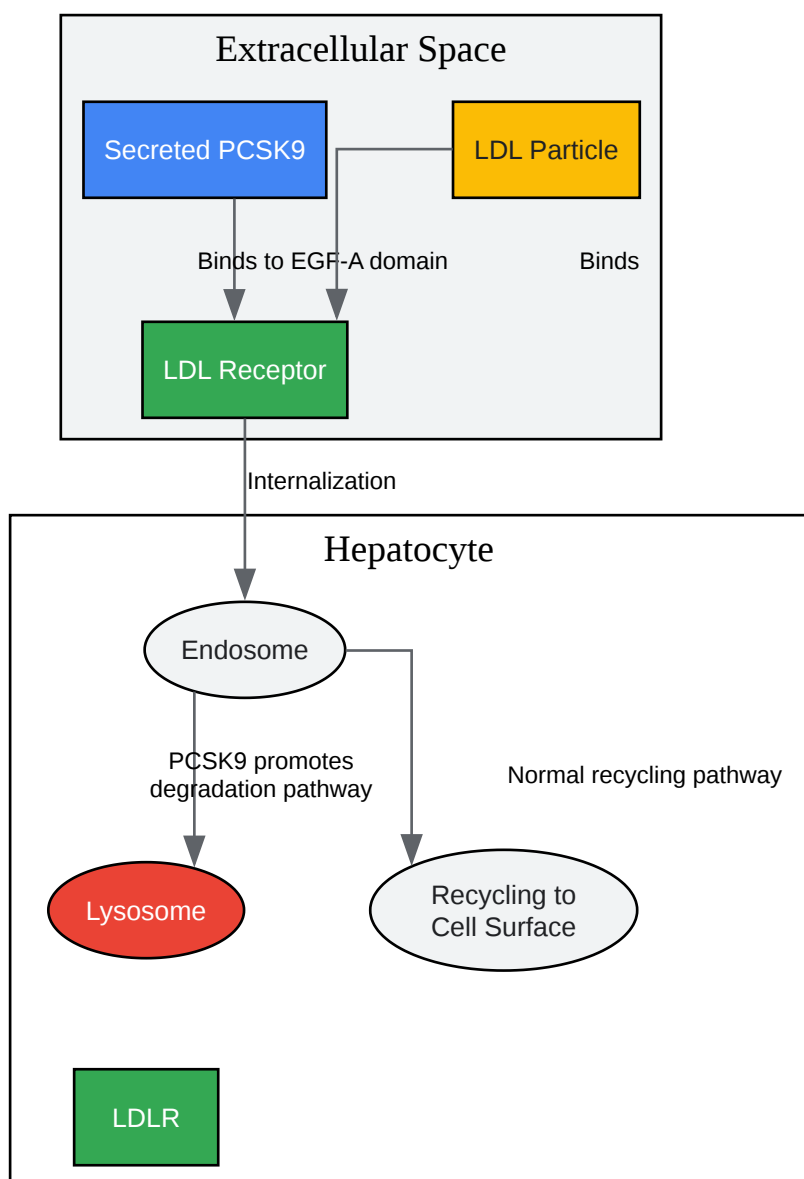 Extracellular Space
Secreted PCSK9
LDL Particle
Binds to EGF-A domain
Binds
LDL Receptor
Internalization
Hepatocyte
Endosome
PCSK9 promotes
degradation pathway
Normal recycling pathway
Lysosome
Recycling to
Cell Surface
LDLR